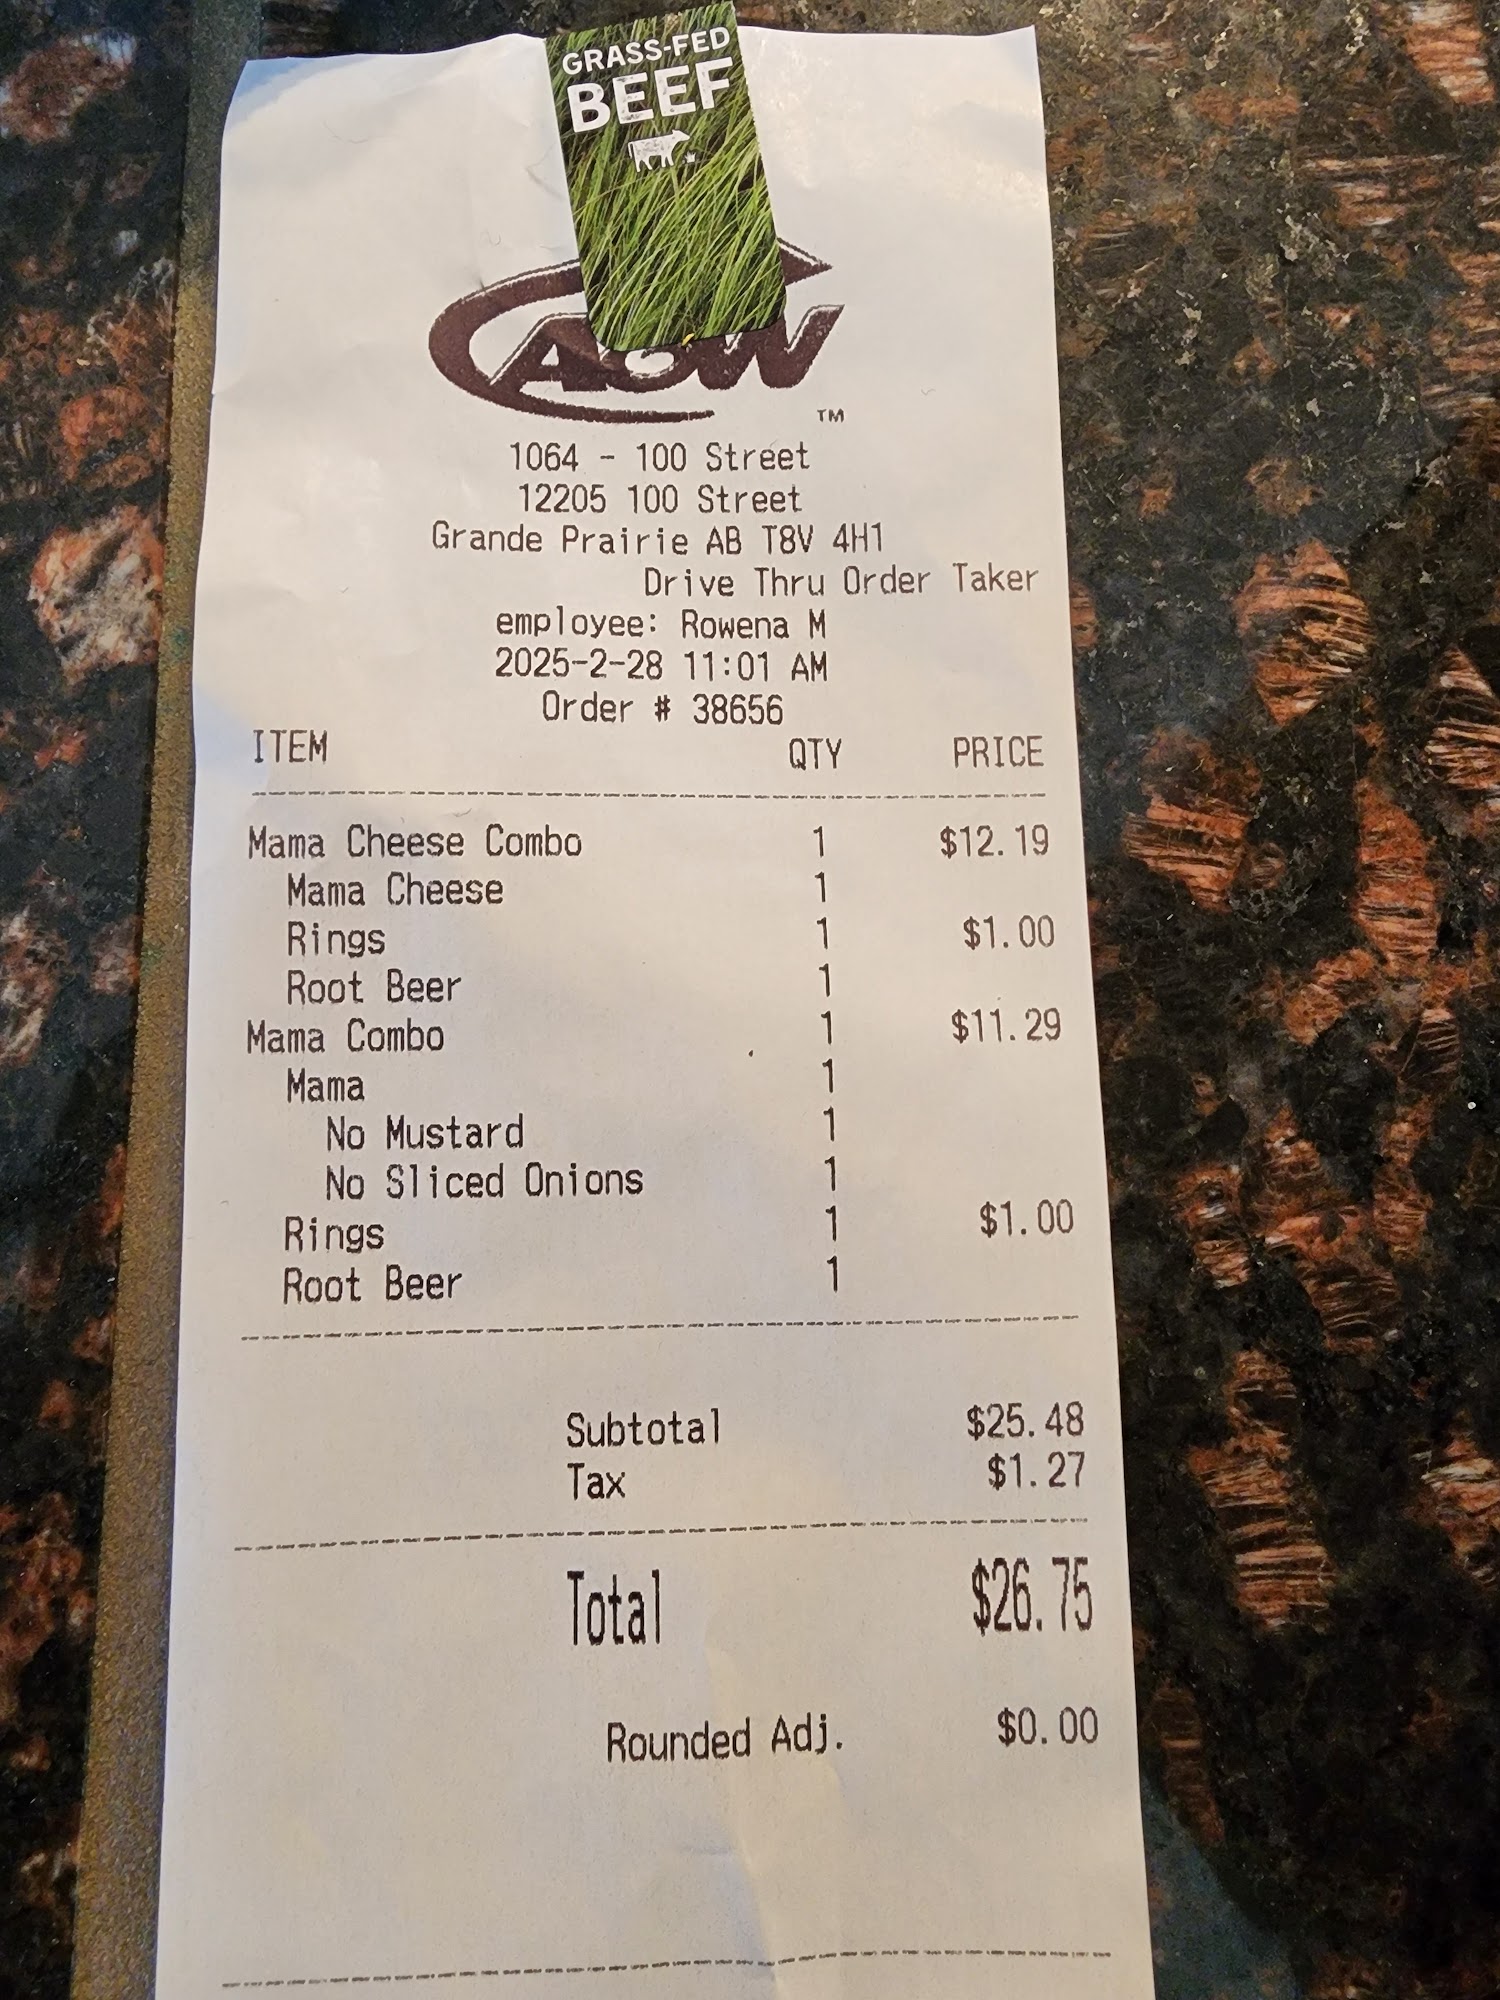 GRASS-FED
BEEF
A&W
TM
1064 - 100 Street
12205 100 Street
Grande Prairie AB T8V 4H1
Drive Thru Order Taker
employee: Rowena M
2025-2-28 11:01 AM
Order # 38656
ITEM QTY PRICE
Mama Cheese Combo 1 $12.19
Mama Cheese 1
Rings 1 $1.00
Root Beer 1
Mama Combo 1 $11.29
Mama 1
No Mustard 1
No Sliced Onions 1
Rings 1 $1.00
Root Beer 1
Subtotal $25.48
Tax $1.27
Total $26.75
Rounded Adj. $0.00